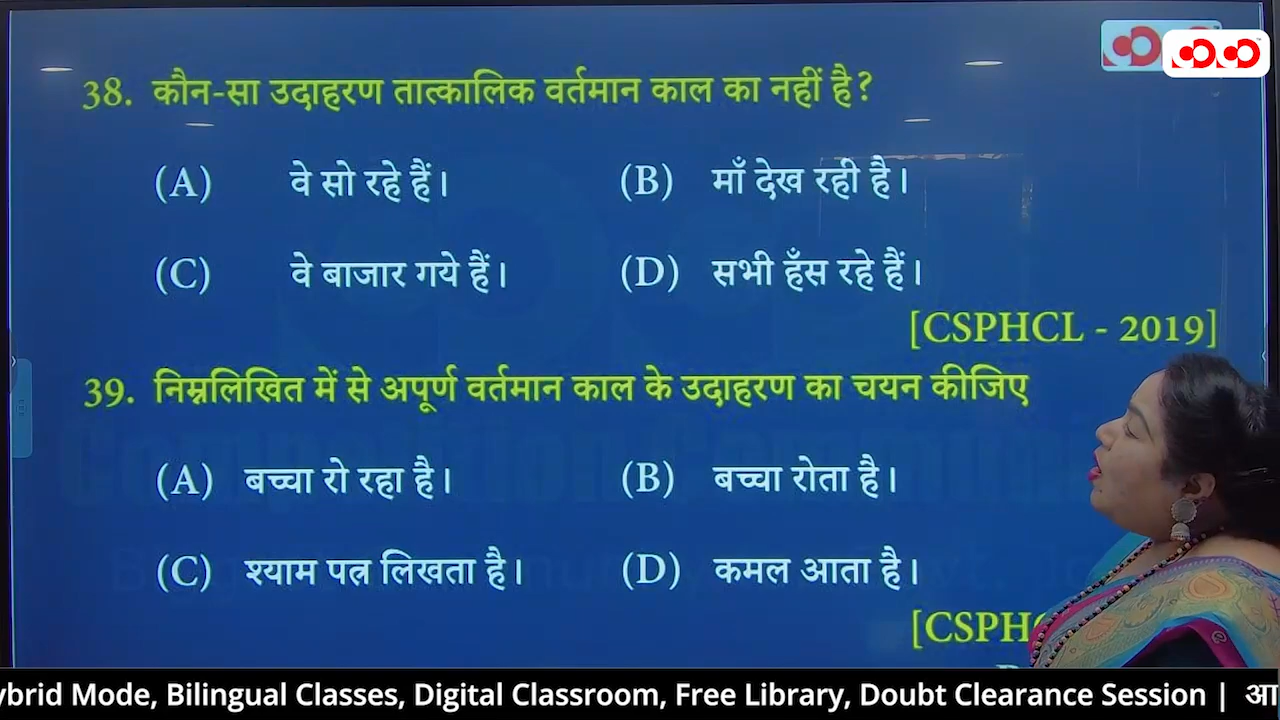 38. कौन-सा उदाहरण तात्कालिक वर्तमान काल का नहीं है?
(A) वे सो रहे हैं। (B) माँ देख रही है।
(C) वे बाजार गये हैं। (D) सभी हँस रहे हैं।
[CSPHCL - 2019]
39. निम्नलिखित में से अपूर्ण वर्तमान काल के उदाहरण का चयन कीजिए
(A) बच्चा रो रहा है। (B) बच्चा रोता है।
(C) श्याम पत्र लिखता है। (D) कमल आता है।
[CSPH
ybrid Mode, Bilingual Classes, Digital Classroom, Free Library, Doubt Clearance Session | आ